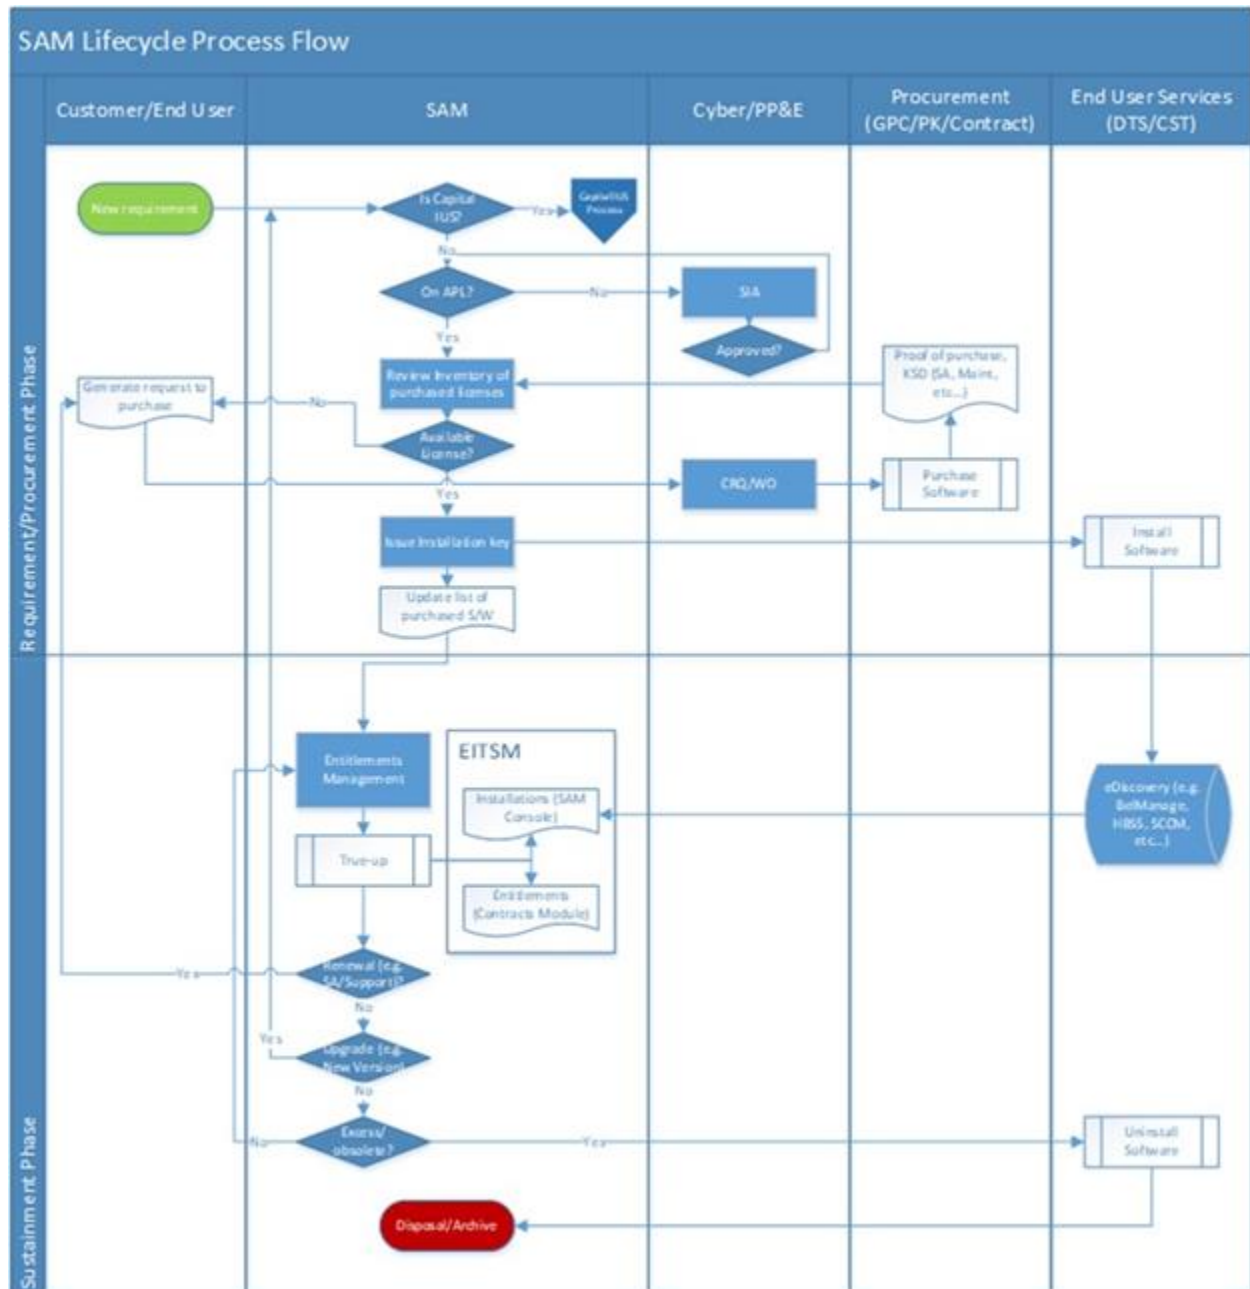 SAM Lifecycle Process Flow
Customer/End User
SAM
Cyber/PP&E
Procurement
(GPC/PK/Contract)
End User Services
(DTS/CST)
Requirement/Procurement Phase
New requirement
Is Capital
IUS?
Yes
Capital IUS
Process
No
On APL?
No
SIA
Yes
Approved?
Review Inventory of
purchased licenses
Proof of purchase,
KSD (SA, Maint,
etc...)
Generate request to
purchase
No
Available
License?
CRQ/WO
Purchase
Software
Yes
Issue Installation key
Install
Software
Update list of
purchased S/W
Sustainment Phase
Entitlements
Management
EITSM
Installations (SAM
Console)
eDiscovery (e.g.
BelManage,
HBSS, SCCM,
etc...)
True-up
Entitlements
(Contracts Module)
Renewal (e.g.
SA/Support)?
Yes
No
Upgrade (e.g.
New Version)
Yes
No
Excess/
obsolete?
No
Yes
Uninstall
Software
Disposal/Archive